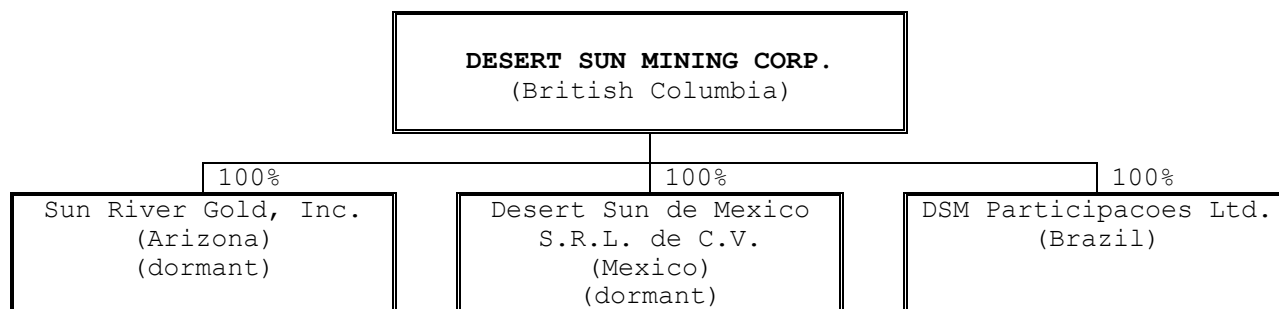 DESERT SUN MINING CORP.
(British Columbia)
100%
100%
100%
Sun River Gold, Inc.
(Arizona)
(dormant)
Desert Sun de Mexico
S.R.L. de C.V.
(Mexico)
(dormant)
DSM Participacoes Ltd.
(Brazil)